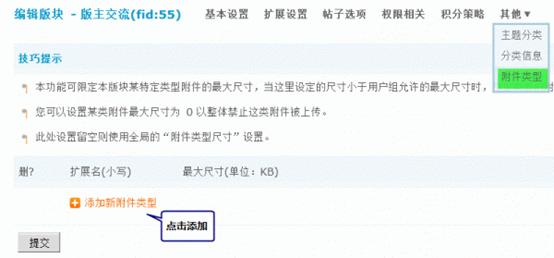 编辑版块 - 版主交流(fid:55) 基本设置 扩展设置 帖子选项 权限相关 积分策略 其他▼
主题分类
分类信息
附件类型
技巧提示
本功能可限定本版块某特定类型附件的最大尺寸，当这里设定的尺寸小于用户组允许的最大尺寸时，
您可以设置某类附件最大尺寸为 0 以整体禁止这类附件被上传。
此处设置留空则使用全局的“附件类型尺寸”设置。
删? 扩展名(小写) 最大尺寸(单位: KB)
添加新附件类型
点击添加
提交